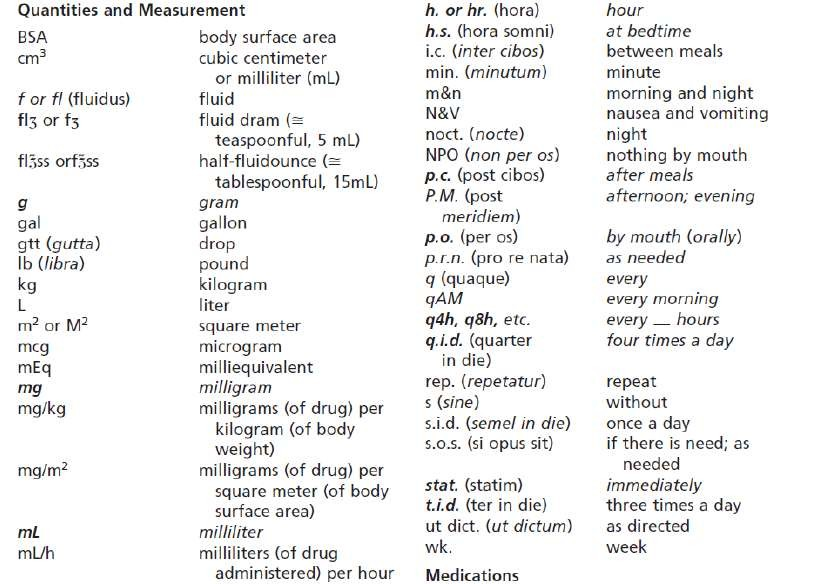 Quantities and Measurement
BSA body surface area
cm³ cubic centimeter
or milliliter (mL)
f or fl (fluidus) fluid
flʒ or fʒ fluid dram (≅
teaspoonful, 5 mL)
fl℥ss orf℥ss half-fluidounce (≅
tablespoonful, 15mL)
g gram
gal gallon
gtt (gutta) drop
lb (libra) pound
kg kilogram
L liter
m² or M² square meter
mcg microgram
mEq milliequivalent
mg milligram
mg/kg milligrams (of drug) per
kilogram (of body
weight)
mg/m² milligrams (of drug) per
square meter (of body
surface area)
mL milliliter
mL/h milliliters (of drug
administered) per hour
h. or hr. (hora) hour
h.s. (hora somni) at bedtime
i.c. (inter cibos) between meals
min. (minutum) minute
m&n morning and night
N&V nausea and vomiting
noct. (nocte) night
NPO (non per os) nothing by mouth
p.c. (post cibos) after meals
P.M. (post afternoon; evening
meridiem)
p.o. (per os) by mouth (orally)
p.r.n. (pro re nata) as needed
q (quaque) every
qAM every morning
q4h, q8h, etc. every __ hours
q.i.d. (quarter four times a day
in die)
rep. (repetatur) repeat
s (sine) without
s.i.d. (semel in die) once a day
s.o.s. (si opus sit) if there is need; as
needed
stat. (statim) immediately
t.i.d. (ter in die) three times a day
ut dict. (ut dictum) as directed
wk. week
Medications